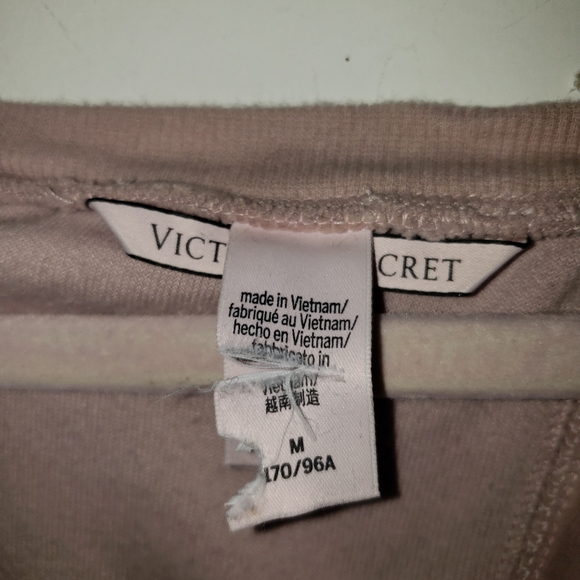 VICT CRET
made in Vietnam/
fabriqué au Vietnam/
hecho en Vietnam/
fabbricato in
Vietnam/
越南制造
M
170/96A